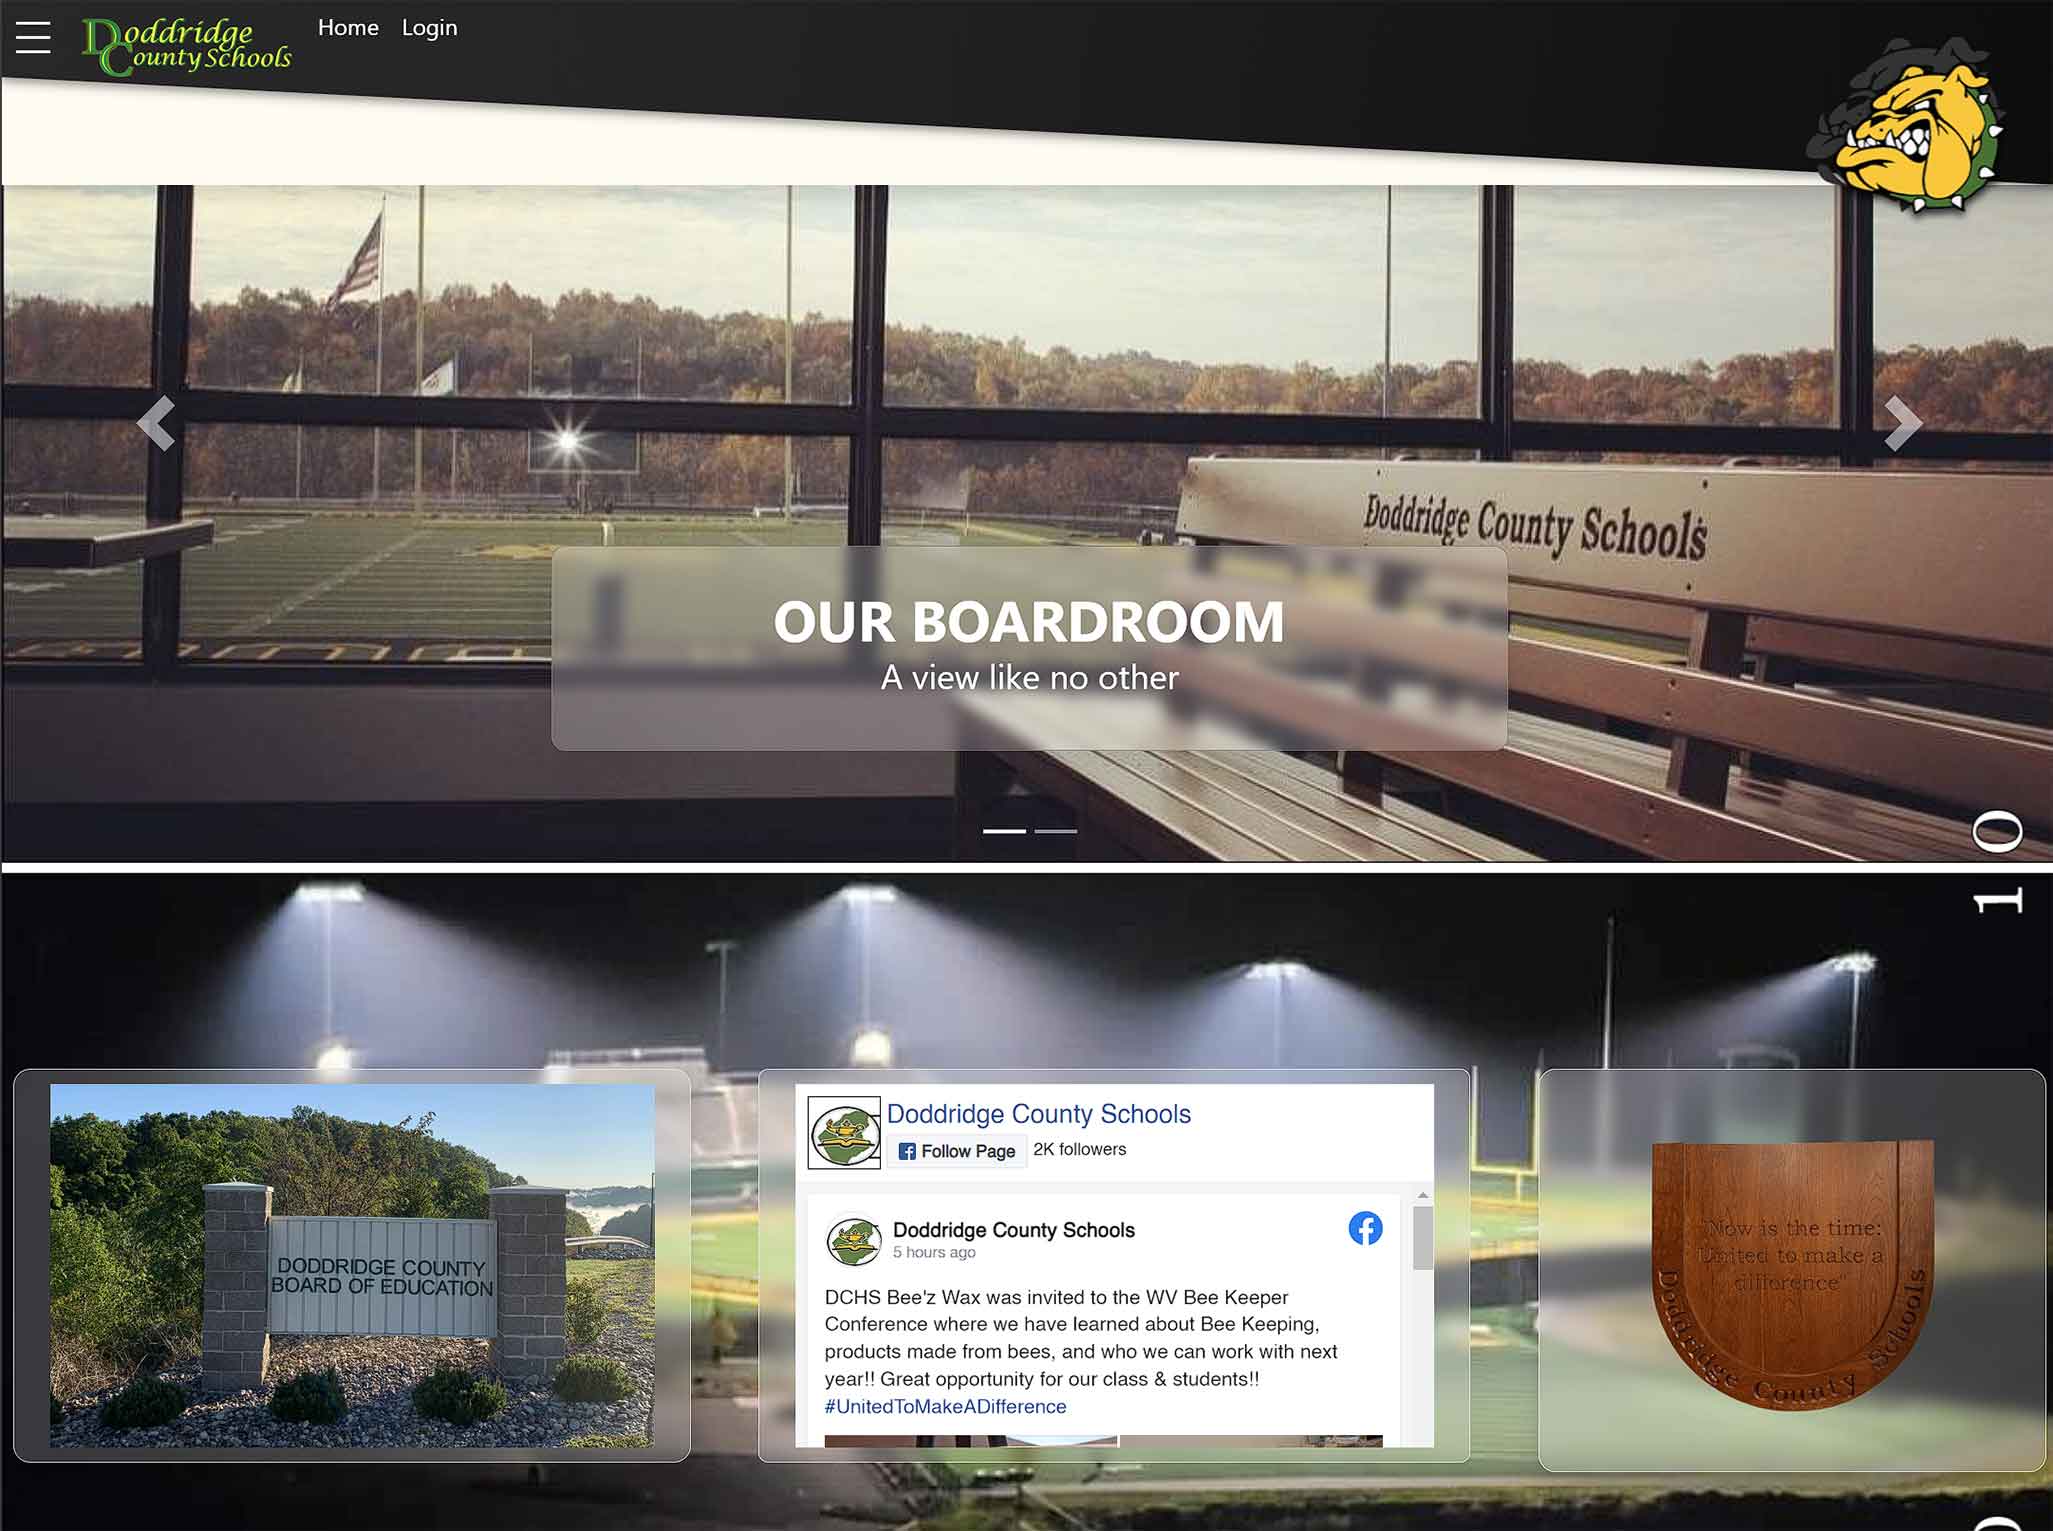 Doddridge
County Schools
Home
Login
Doddridge County Schools
OUR BOARDROOM
A view like no other
0
1
DODDRIDGE COUNTY
BOARD OF EDUCATION
Doddridge County Schools
Follow Page
2K followers
Doddridge County Schools
5 hours ago
DCHS Bee'z Wax was invited to the WV Bee Keeper
Conference where we have learned about Bee Keeping,
products made from bees, and who we can work with next
year!! Great opportunity for our class & students!!
#UnitedToMakeADifference
"Now is the time:
United to make a
difference"
Doddridge County Schools